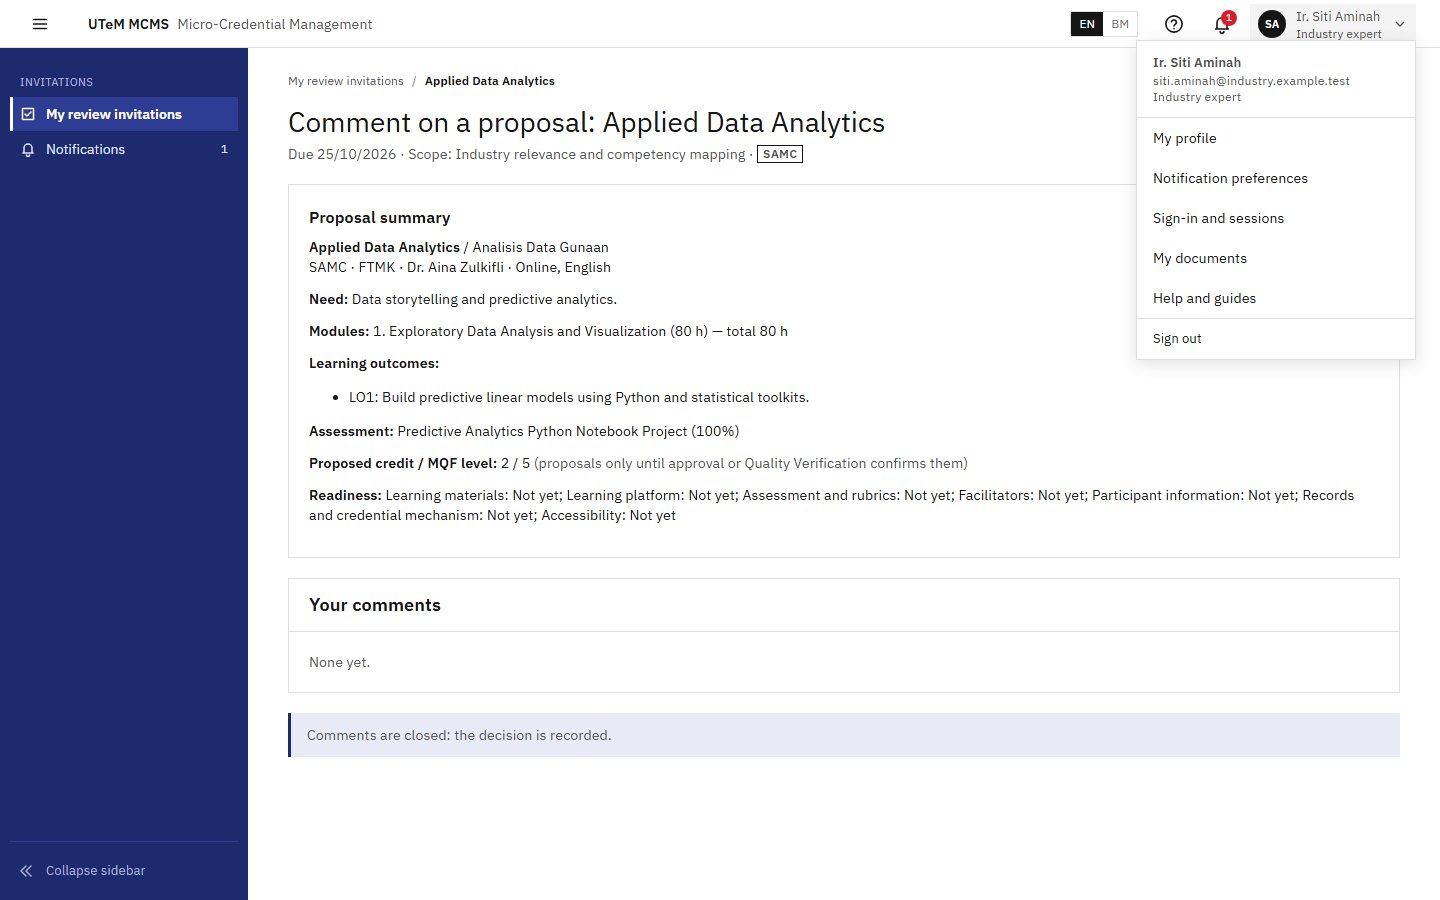 UTeM MCMS Micro-Credential Management
EN BM
1
SA
Ir. Siti Aminah
Industry expert
INVITATIONS
My review invitations
Notifications 1
Collapse sidebar
My review invitations / Applied Data Analytics
Comment on a proposal: Applied Data Analytics
Due 25/10/2026 · Scope: Industry relevance and competency mapping · SAMC
Proposal summary
Applied Data Analytics / Analisis Data Gunaan
SAMC · FTMK · Dr. Aina Zulkifli · Online, English
Need: Data storytelling and predictive analytics.
Modules: 1. Exploratory Data Analysis and Visualization (80 h) — total 80 h
Learning outcomes:
• LO1: Build predictive linear models using Python and statistical toolkits.
Assessment: Predictive Analytics Python Notebook Project (100%)
Proposed credit / MQF level: 2 / 5 (proposals only until approval or Quality Verification confirms them)
Readiness: Learning materials: Not yet; Learning platform: Not yet; Assessment and rubrics: Not yet; Facilitators: Not yet; Participant information: Not yet; Records
and credential mechanism: Not yet; Accessibility: Not yet
Your comments
None yet.
Comments are closed: the decision is recorded.
Ir. Siti Aminah
siti.aminah@industry.example.test
Industry expert
My profile
Notification preferences
Sign-in and sessions
My documents
Help and guides
Sign out